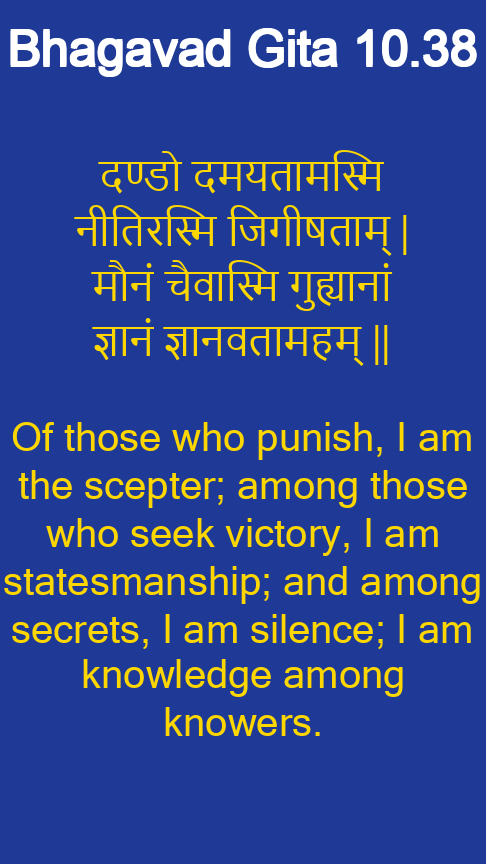 Bhagavad Gita 10.38
दण्डो दमयतामस्मि
नीतिरस्मि जिगीषताम् |
मौनं चैवास्मि गुह्यानां
ज्ञानं ज्ञानवतामहम् ||
Of those who punish, I am
the scepter; among those
who seek victory, I am
statesmanship; and among
secrets, I am silence; I am
knowledge among
knowers.